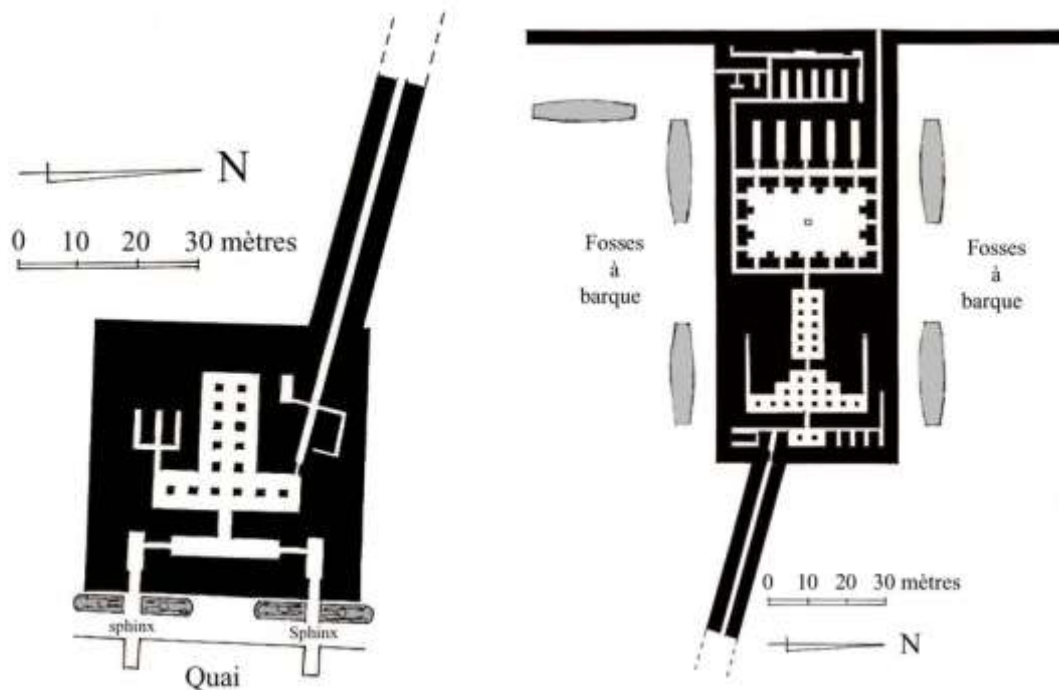 N
0 10 20 30 mètres
sphinx
Sphinx
Quai
Fosses
à
barque
Fosses
à
barque
0 10 20 30 mètres
N